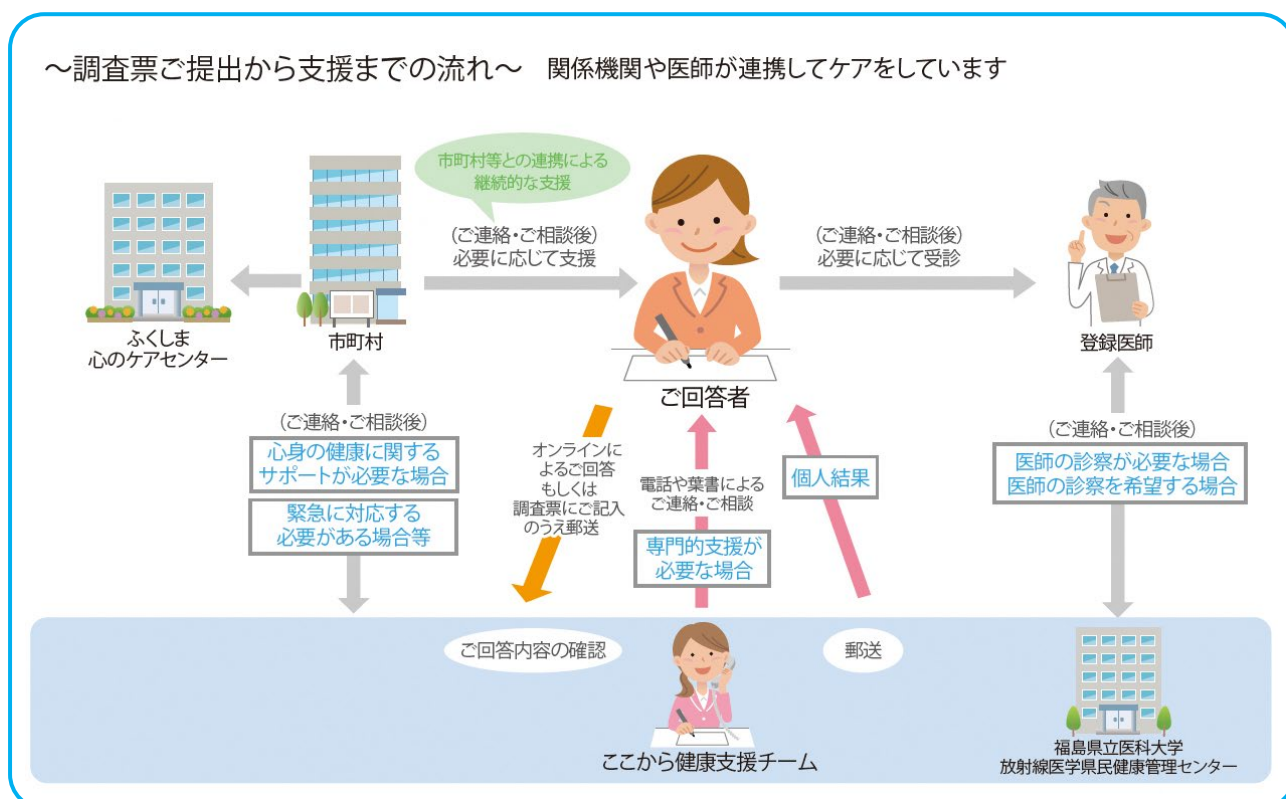 ～調査票ご提出から支援までの流れ～　関係機関や医師が連携してケアをしています
市町村等との連携による
継続的な支援
(ご連絡・ご相談後)
必要に応じて支援
(ご連絡・ご相談後)
必要に応じて受診
ふくしま
心のケアセンター
市町村
ご回答者
登録医師
(ご連絡・ご相談後)
心身の健康に関する
サポートが必要な場合
緊急に対応する
必要がある場合等
オンラインに
よるご回答
もしくは
調査票にご記入
のうえ郵送
電話や葉書による
ご連絡・ご相談
専門的支援が
必要な場合
個人結果
(ご連絡・ご相談後)
医師の診察が必要な場合
医師の診察を希望する場合
ご回答内容の確認
郵送
ここから健康支援チーム
福島県立医科大学
放射線医学県民健康管理センター